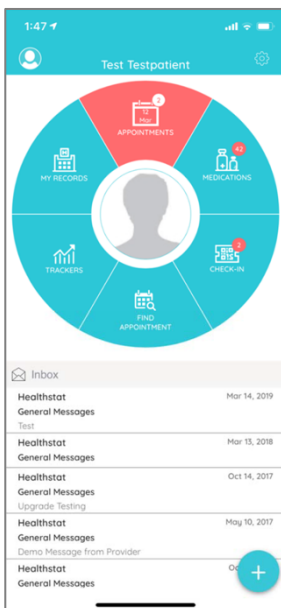 1:47
Test Testpatient
2
12
Mar
APPOINTMENTS
MY RECORDS
42
MEDICATIONS
TRACKERS
2
CHECK-IN
FIND
APPOINTMENT
Inbox
Healthstat Mar 14, 2019
General Messages
Test
Healthstat Mar 13, 2018
General Messages
Healthstat Oct 14, 2017
General Messages
Upgrade Testing
Healthstat May 10, 2017
General Messages
Demo Message from Provider
Healthstat
General Messages
+